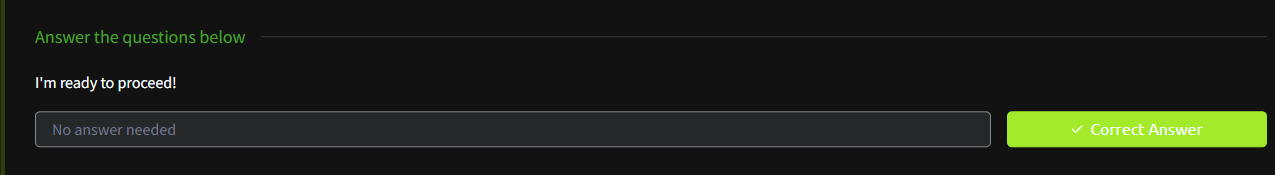 Answer the questions below
I'm ready to proceed!
No answer needed
✓ Correct Answer